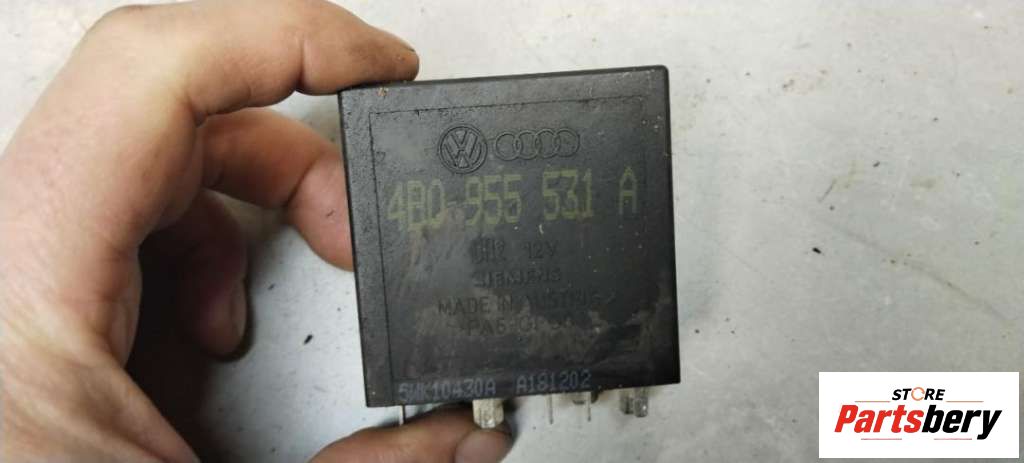 4B0 955 531 A
12V
SIEMENS
MADE IN AUSTRIA
5WK10430A A181202
STORE
Partsbery